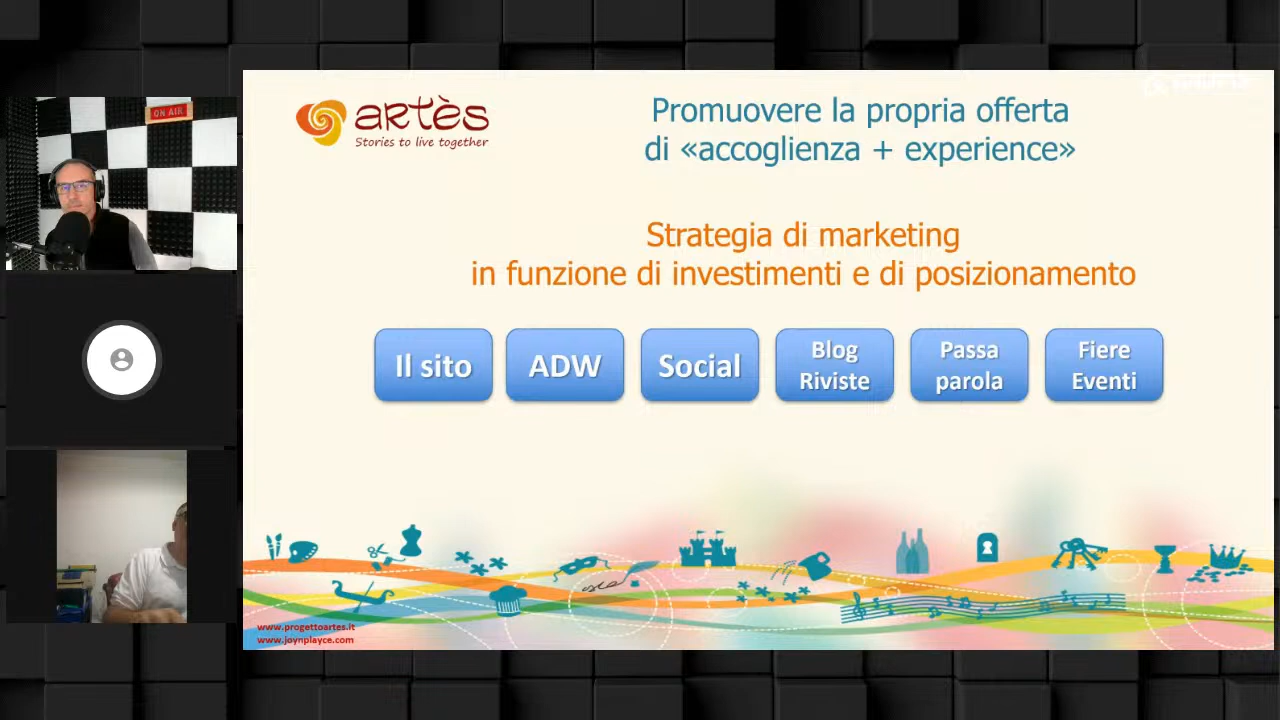 ON AIR
artès
Stories to live together
Promuovere la propria offerta
di «accoglienza + experience»
Strategia di marketing
in funzione di investimenti e di posizionamento
Il sito
ADW
Social
Blog
Riviste
Passa
parola
Fiere
Eventi
www.progettoartes.it
www.joynplayce.com